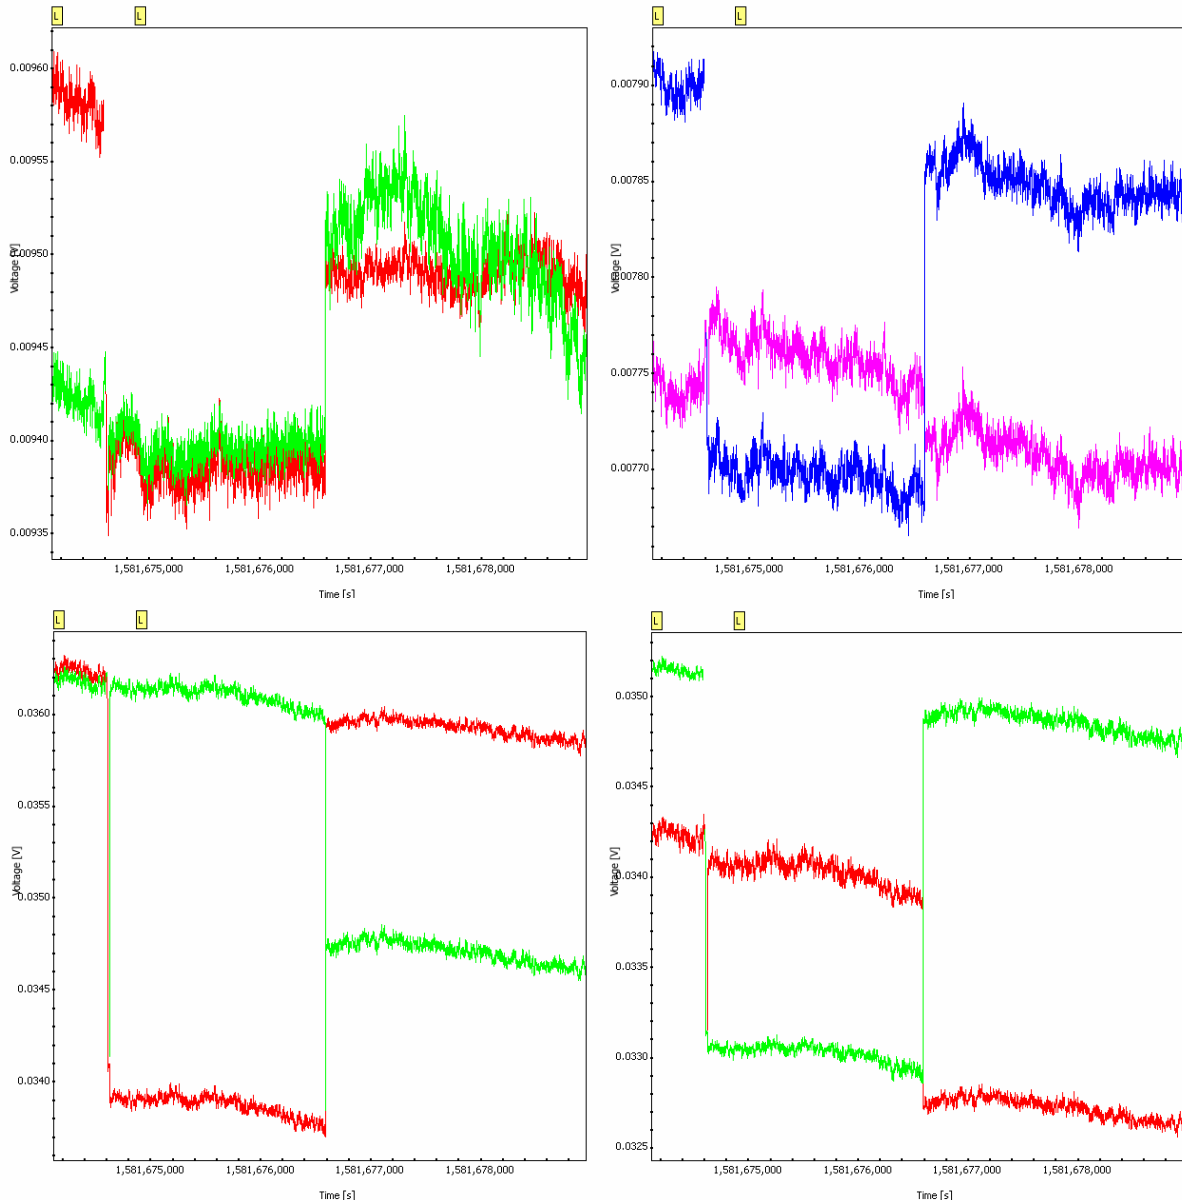 L L
0.00960
0.00955
0.00950
0.00945
0.00940
0.00935
Voltage [V]
1,581,675,000 1,581,676,000 1,581,677,000 1,581,678,000
Time [s]
L L
0.00790
0.00785
0.00780
0.00775
0.00770
Voltage [V]
1,581,675,000 1,581,676,000 1,581,677,000 1,581,678,000
Time [s]
L L
0.0360
0.0355
0.0350
0.0345
0.0340
Voltage [V]
1,581,675,000 1,581,676,000 1,581,677,000 1,581,678,000
Time [s]
L L
0.0350
0.0345
0.0340
0.0335
0.0330
0.0325
Voltage [V]
1,581,675,000 1,581,676,000 1,581,677,000 1,581,678,000
Time [s]